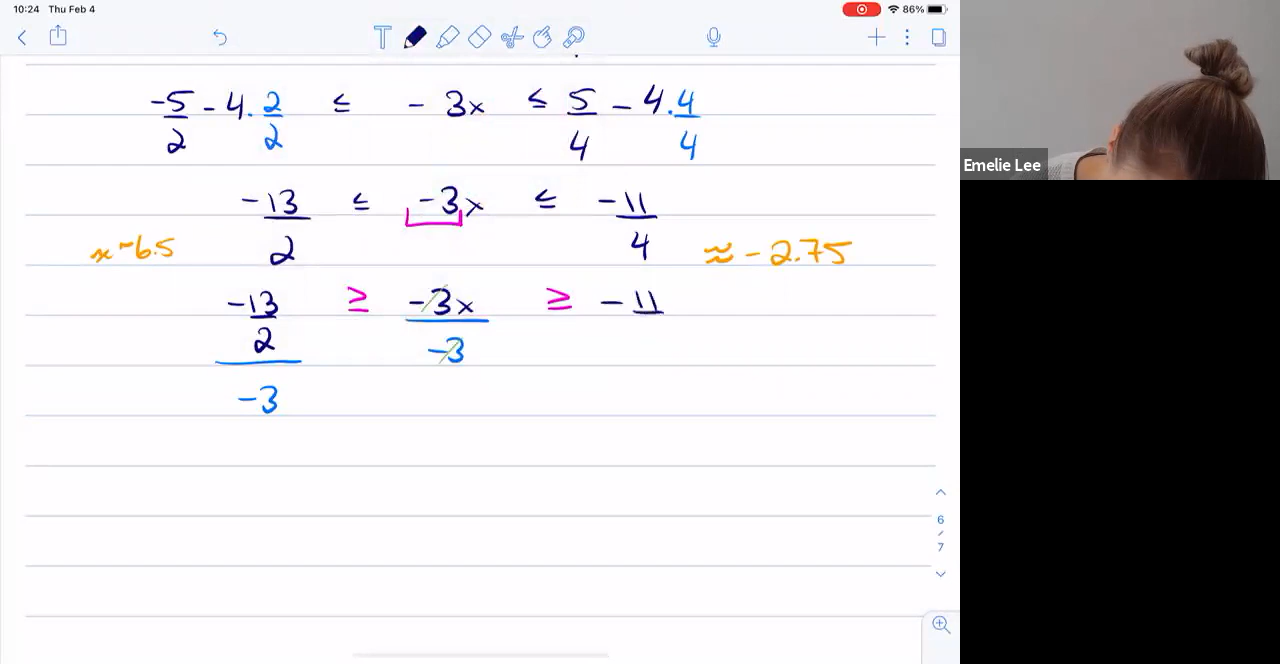 10:24 Thu Feb 4
86%
T
-5/2 - 4 · 2/2 ≤ - 3x ≤ 5/4 - 4 · 4/4
Emelie Lee
-13/2 ≤ -3x ≤ -11/4
≈ -6.5
≈ - 2.75
-13/2/-3 ≥ -3x/-3 ≥ -11
6/7